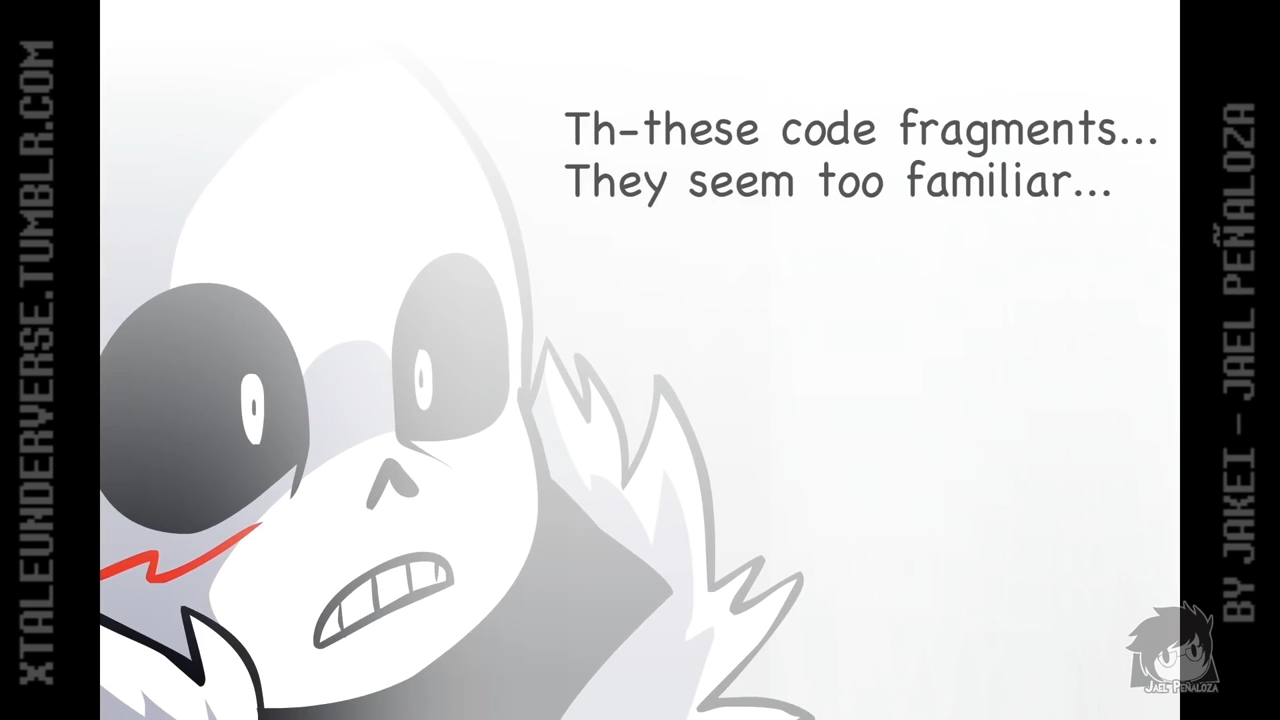 XTALEUNDERVERSE.TUMBLR.COM
Th-these code fragments...
They seem too familiar...
BY JAKEI - JAEL PEÑALOZA
JAEL PEÑALOZA